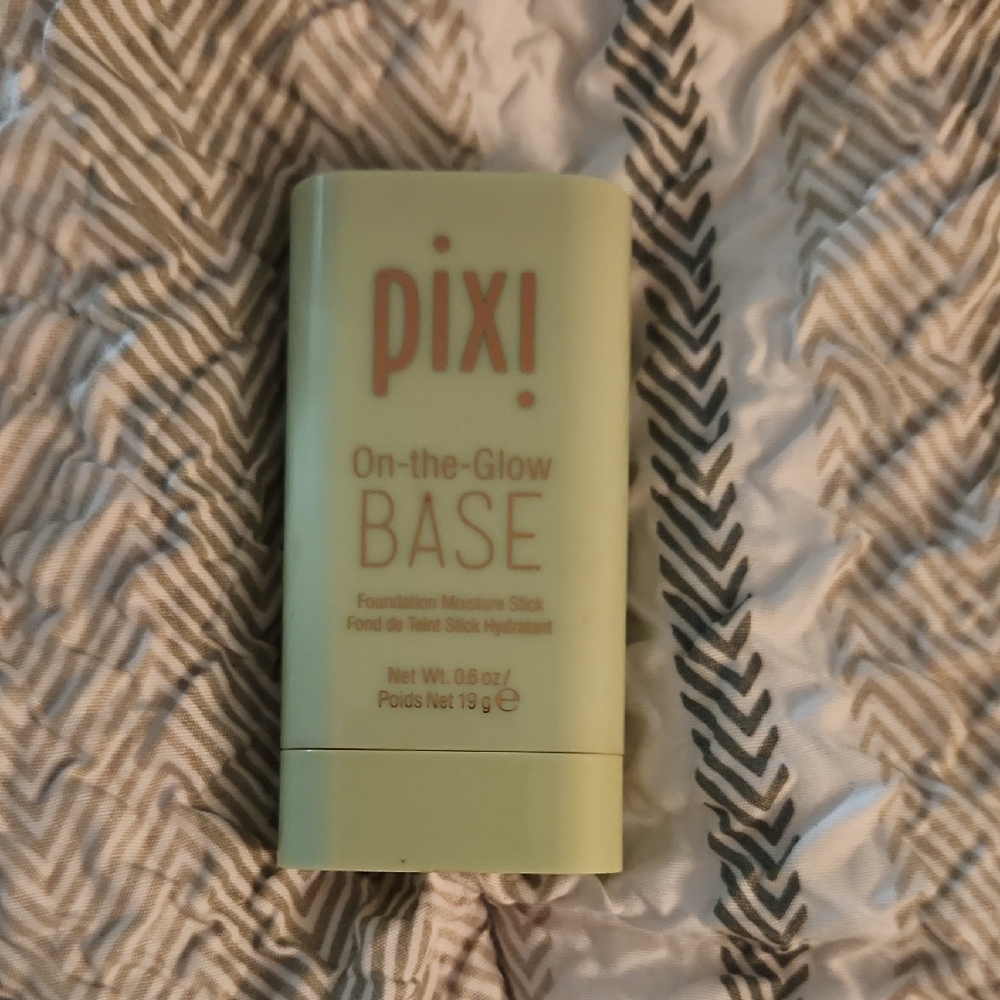 pixi
On-the-Glow
BASE
Foundation Moisture Stick
Fond de Teint Stick Hydratant
Net Wt. 0.6 oz/
Poids Net 19 g ℮